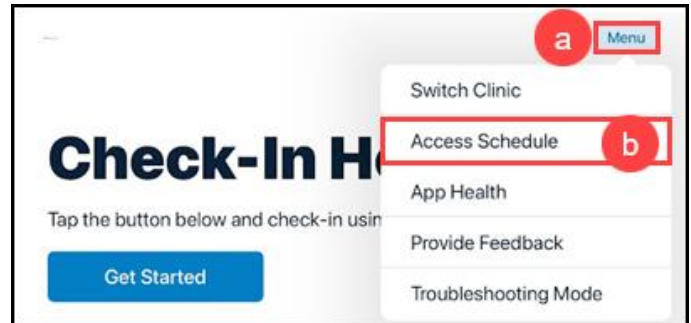 a
Menu
Switch Clinic
Access Schedule
b
App Health
Provide Feedback
Troubleshooting Mode
Check-In H
Tap the button below and check-in usin
Get Started